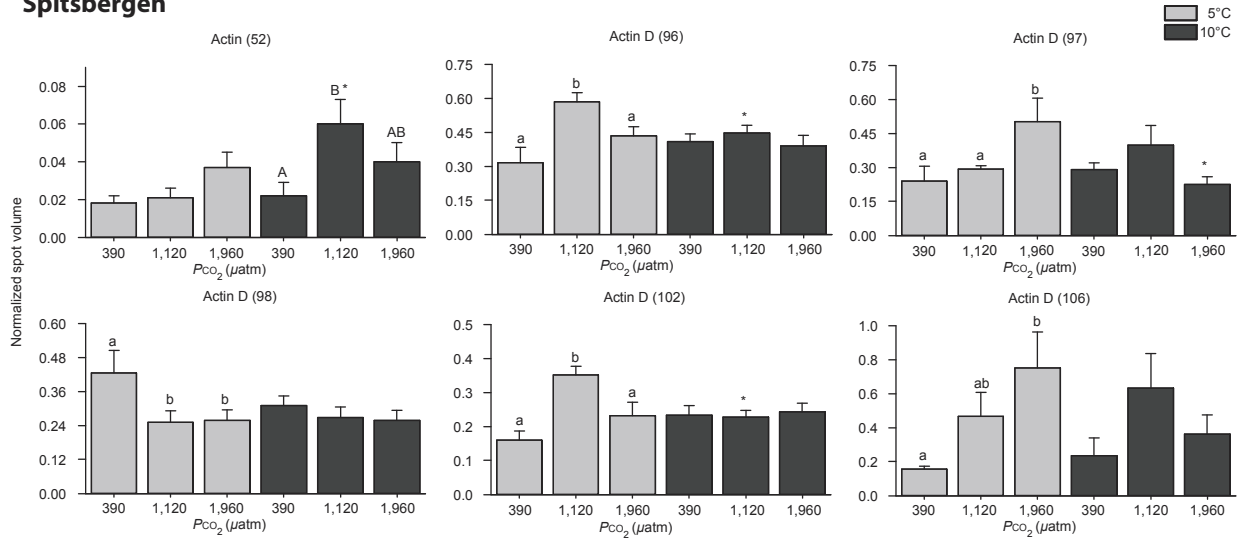 Spitsbergen
5°C
10°C
Normalized spot volume
Actin (52)
0.08
0.06
0.04
0.02
0.00
A
B *
AB
390 1,120 1,960 390 1,120 1,960
PCO2 (µatm)
Actin D (96)
0.75
0.60
0.45
0.30
0.15
0.00
a
b
a
*
390 1,120 1,960 390 1,120 1,960
PCO2 (µatm)
Actin D (97)
0.75
0.60
0.45
0.30
0.15
0.00
a
a
b
*
390 1,120 1,960 390 1,120 1,960
PCO2 (µatm)
Actin D (98)
0.60
0.48
0.36
0.24
0.12
0.00
a
b
b
390 1,120 1,960 390 1,120 1,960
PCO2 (µatm)
Actin D (102)
0.5
0.4
0.3
0.2
0.1
0.0
a
b
a
*
390 1,120 1,960 390 1,120 1,960
PCO2 (µatm)
Actin D (106)
1.0
0.8
0.6
0.4
0.2
0.0
a
ab
b
390 1,120 1,960 390 1,120 1,960
PCO2 (µatm)